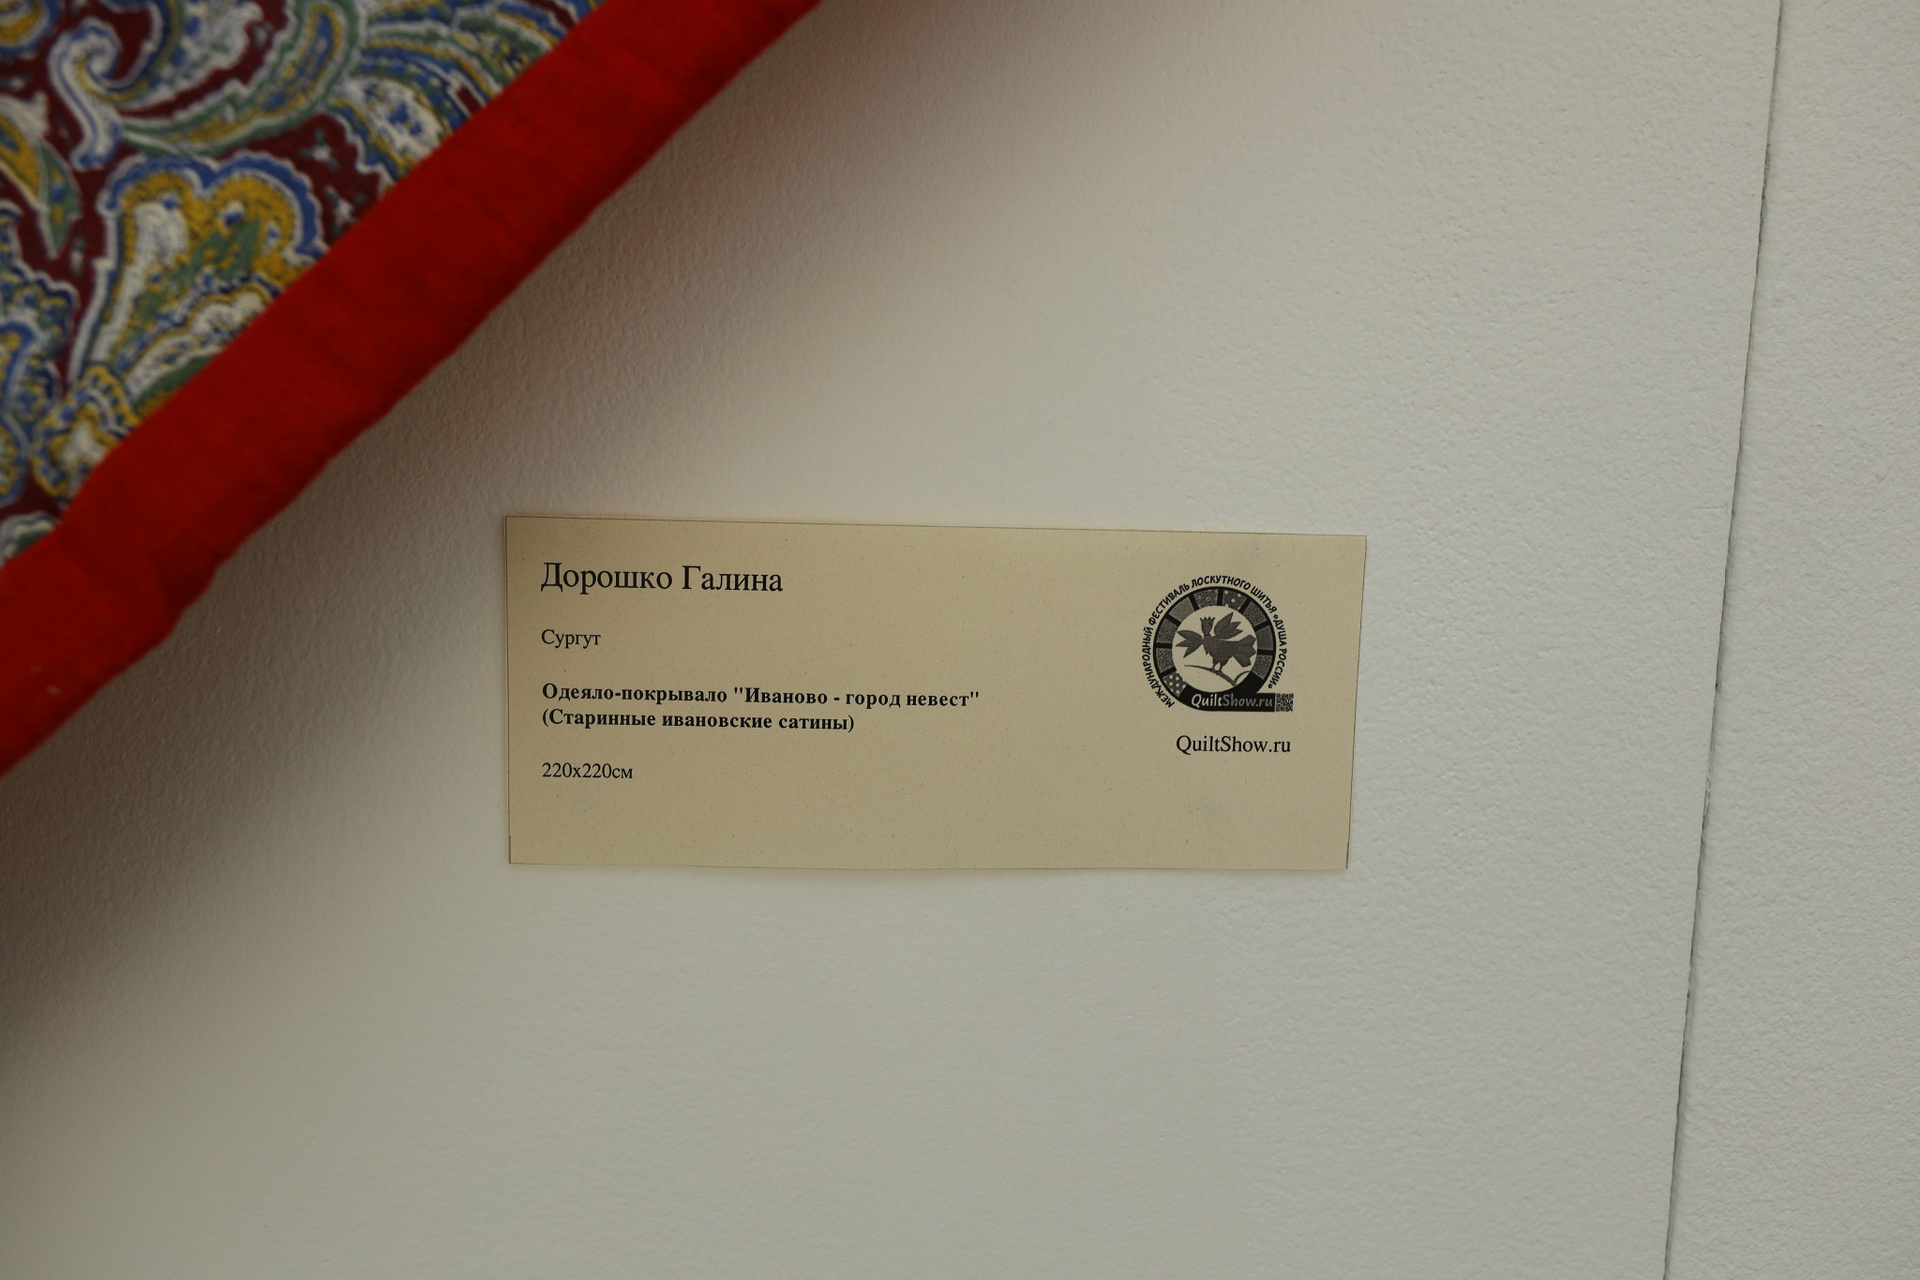 Дорошко Галина
Сургут
Одеяло-покрывало "Иваново - город невест"
(Старинные ивановские сатины)
220х220см
МЕЖДУНАРОДНЫЙ ФЕСТИВАЛЬ ЛОСКУТНОГО ШИТЬЯ «ДУША РОССИИ»
QuiltShow.ru
QuiltShow.ru